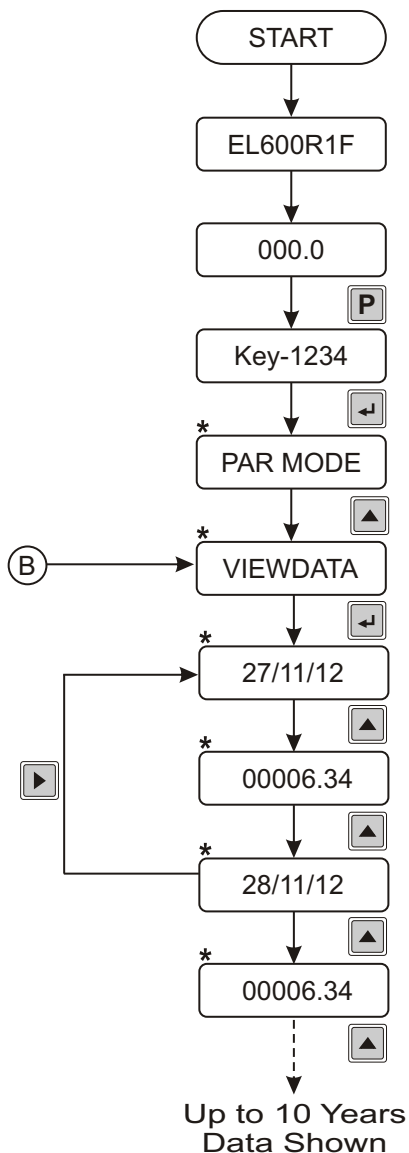 START
EL600R1F
000.0
P
Key-1234
*
PAR MODE
*
B
VIEWDATA
*
27/11/12
*
00006.34
*
28/11/12
*
00006.34
Up to 10 Years
Data Shown